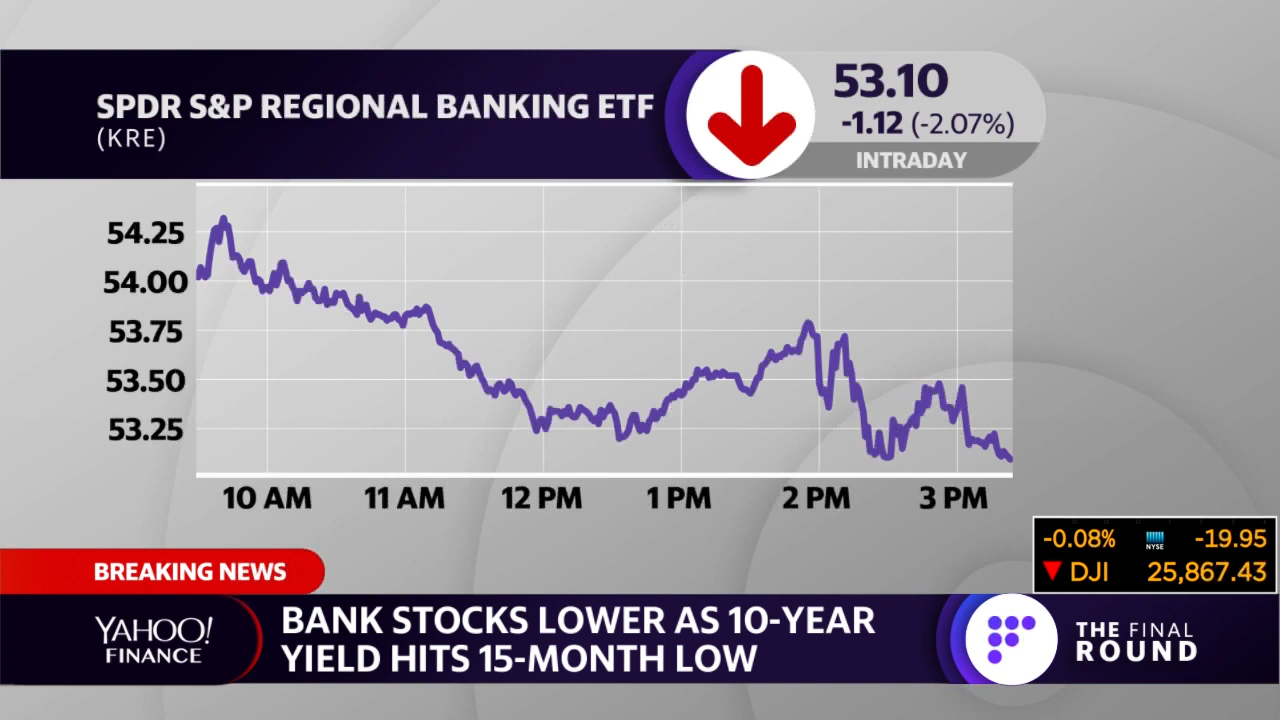 SPDR S&P REGIONAL BANKING ETF
(KRE)
53.10
-1.12 (-2.07%)
INTRADAY
54.25
54.00
53.75
53.50
53.25
10 AM 11 AM 12 PM 1 PM 2 PM 3 PM
-0.08% NYSE -19.95
DJI 25,867.43
BREAKING NEWS
YAHOO!
FINANCE
BANK STOCKS LOWER AS 10-YEAR
YIELD HITS 15-MONTH LOW
THE FINAL
ROUND